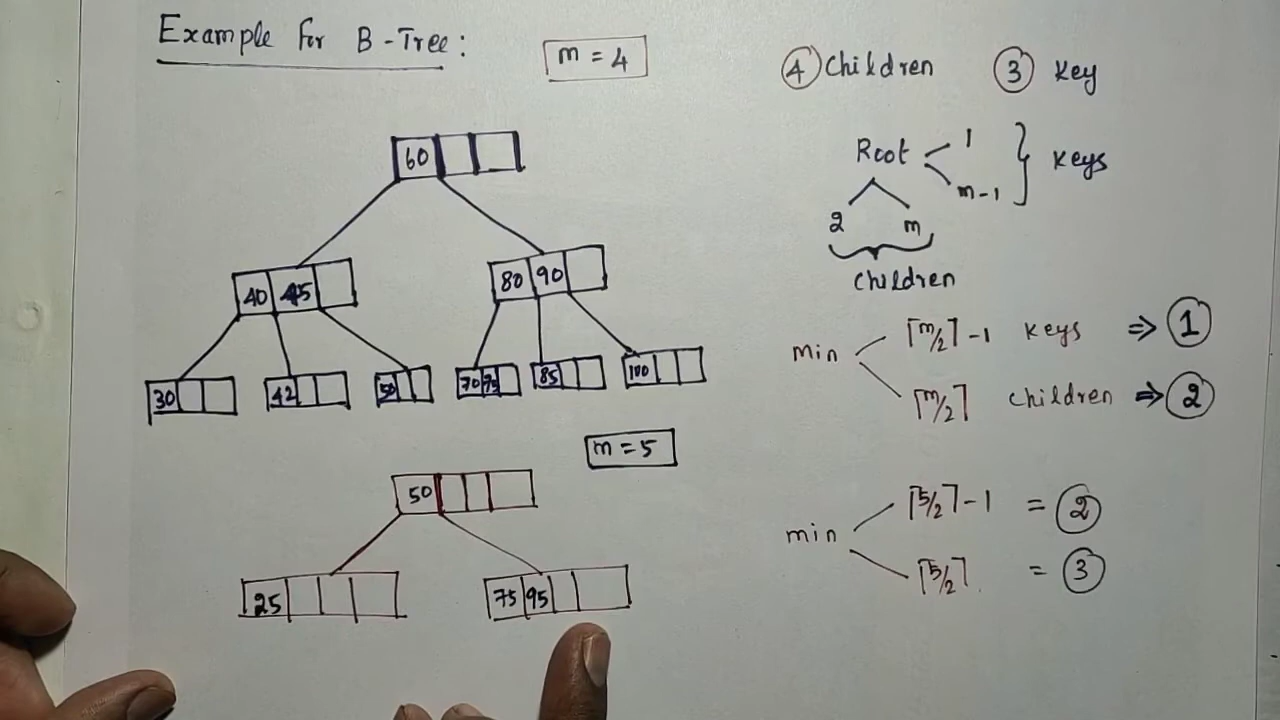 Example for B-Tree:
m = 4
4 Children 3 Key
60
Root 1
m-1
} Keys
2 m
Children
40 45
80 90
30
42
50
70 75
85
100
min ⌈m/2⌉-1 Keys ⇒ 1
⌈m/2⌉ Children ⇒ 2
m = 5
50
25
75 95
min ⌈5/2⌉-1 = 2
⌈5/2⌉ = 3